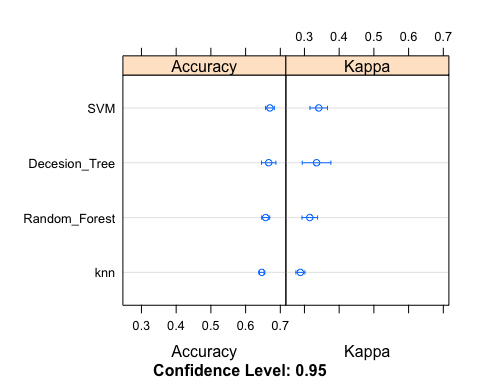 0.3 0.4 0.5 0.6 0.7
Accuracy Kappa
SVM
Decesion_Tree
Random_Forest
knn
0.3 0.4 0.5 0.6 0.7
Accuracy Kappa
Confidence Level: 0.95